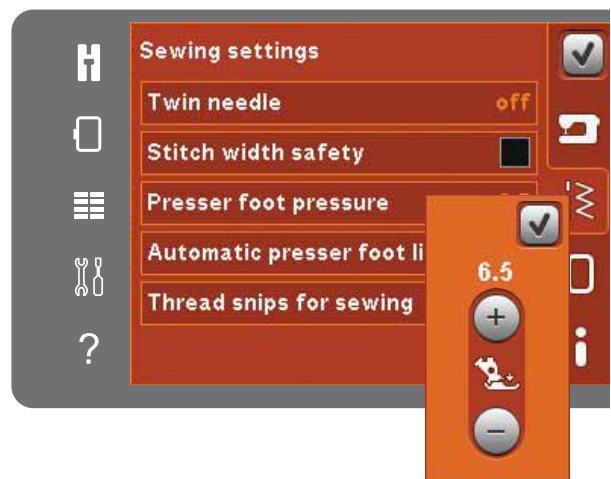 Sewing settings
Twin needle off
Stitch width safety
Presser foot pressure
Automatic presser foot li
Thread snips for sewing
6.5
+
−
?